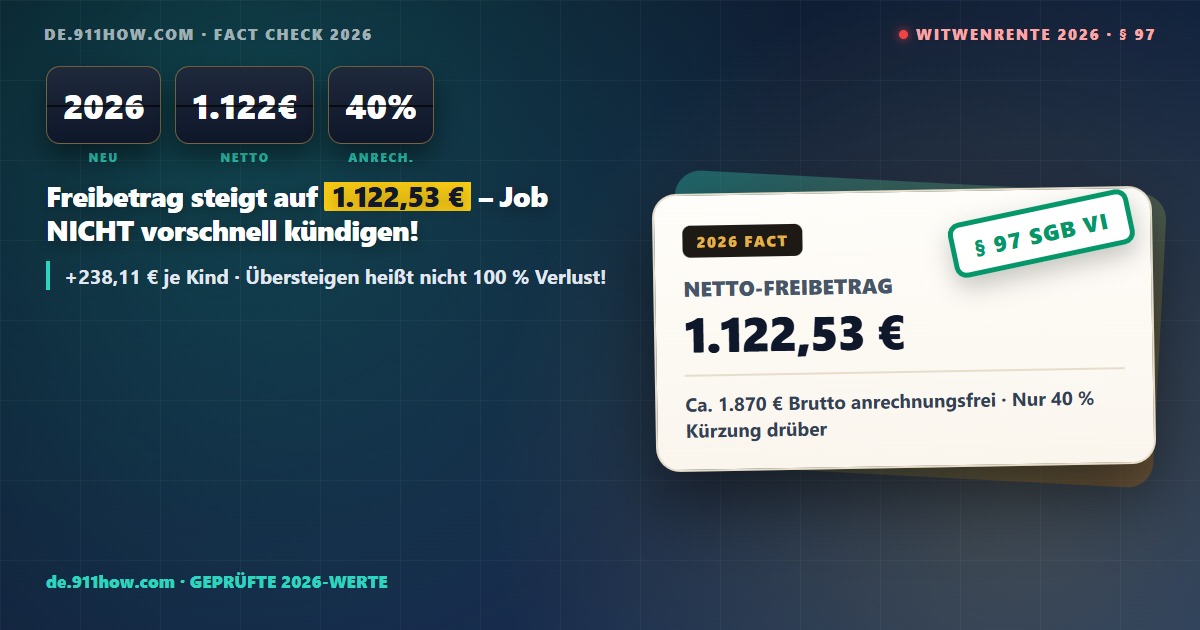 DE.911HOW.COM · FACT CHECK 2026
WITWENRENTE 2026 · § 97
2026
1.122€
40%
NEU
NETTO
ANRECH.
Freibetrag steigt auf 1.122,53 € – Job
NICHT vorschnell kündigen!
+238,11 € je Kind · Übersteigen heißt nicht 100 % Verlust!
2026 FACT
§ 97 SGB VI
NETTO-FREIBETRAG
1.122,53 €
Ca. 1.870 € Brutto anrechnungsfrei · Nur 40 %
Kürzung drüber
de.911how.com · GEPRÜFTE 2026-WERTE